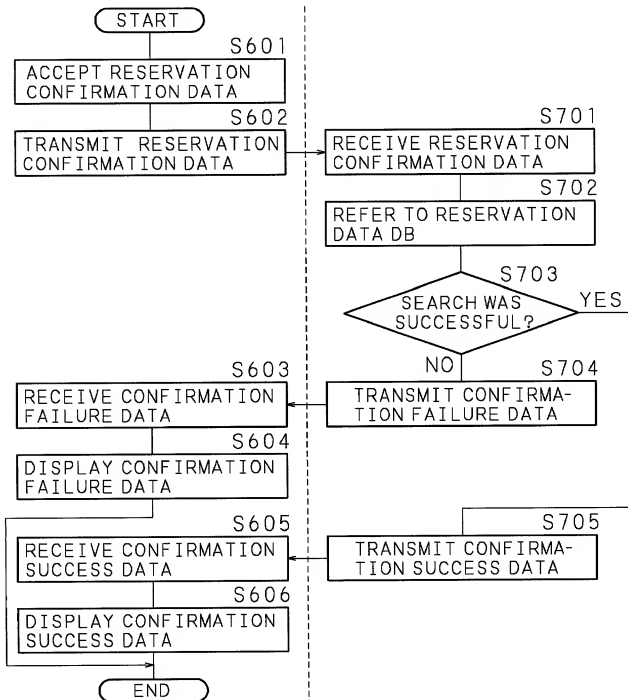 START
S601
ACCEPT RESERVATION
CONFIRMATION DATA
S602
TRANSMIT RESERVATION
CONFIRMATION DATA
S701
RECEIVE RESERVATION
CONFIRMATION DATA
S702
REFER TO RESERVATION
DATA DB
S703
SEARCH WAS
SUCCESSFUL?
YES
NO
S704
TRANSMIT CONFIRMA-
TION FAILURE DATA
S603
RECEIVE CONFIRMATION
FAILURE DATA
S604
DISPLAY CONFIRMATION
FAILURE DATA
S705
TRANSMIT CONFIRMA-
TION SUCCESS DATA
S605
RECEIVE CONFIRMATION
SUCCESS DATA
S606
DISPLAY CONFIRMATION
SUCCESS DATA
END